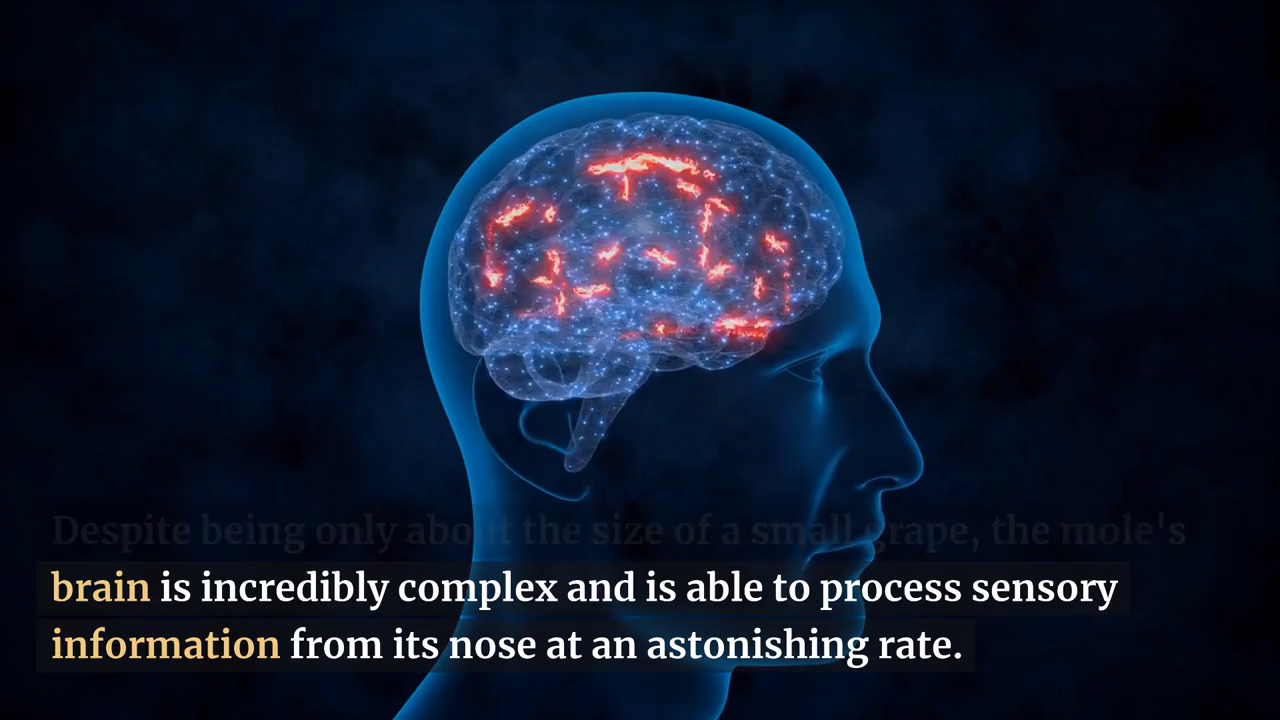 Despite being only about the size of a small grape, the mole's
brain is incredibly complex and is able to process sensory
information from its nose at an astonishing rate.